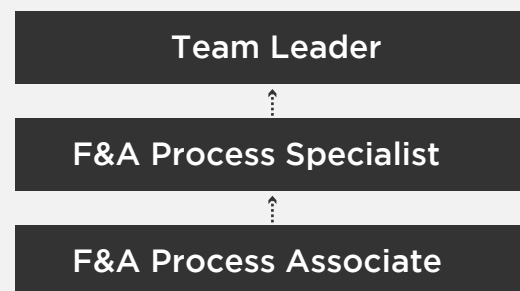 Team Leader
F&A Process Specialist
F&A Process Associate